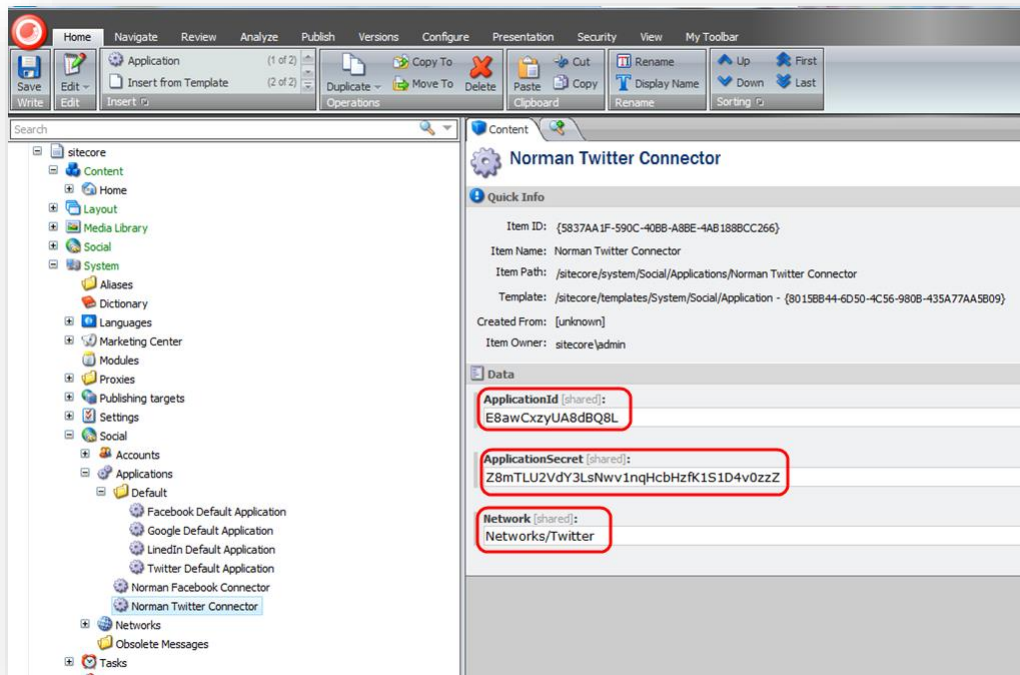 Home Navigate Review Analyze Publish Versions Configure Presentation Security View My Toolbar
Save
Write
Edit
Edit
Application (1 of 2)
Insert from Template (2 of 2)
Insert
Duplicate
Copy To
Move To
Delete
Operations
Paste
Cut
Copy
Clipboard
Rename
Display Name
Rename
Up First
Down Last
Sorting
Search
sitecore
Content
Home
Layout
Media Library
Social
System
Aliases
Dictionary
Languages
Marketing Center
Modules
Proxies
Publishing targets
Settings
Social
Accounts
Applications
Default
Facebook Default Application
Google Default Application
LinedIn Default Application
Twitter Default Application
Norman Facebook Connector
Norman Twitter Connector
Networks
Obsolete Messages
Tasks
Content
Norman Twitter Connector
Quick Info
Item ID: {5837AA1F-590C-40BB-A8BE-4AB188BCC266}
Item Name: Norman Twitter Connector
Item Path: /sitecore/system/Social/Applications/Norman Twitter Connector
Template: /sitecore/templates/System/Social/Application - {8015BB44-6D50-4C56-980B-435A77AA5B09}
Created From: [unknown]
Item Owner: sitecore\admin
Data
ApplicationId [shared]:
E8awCxzyUA8dBQ8L
ApplicationSecret [shared]:
Z8mTLU2VdY3LsNwv1nqHcbHzfK1S1D4v0zzZ
Network [shared]:
Networks/Twitter